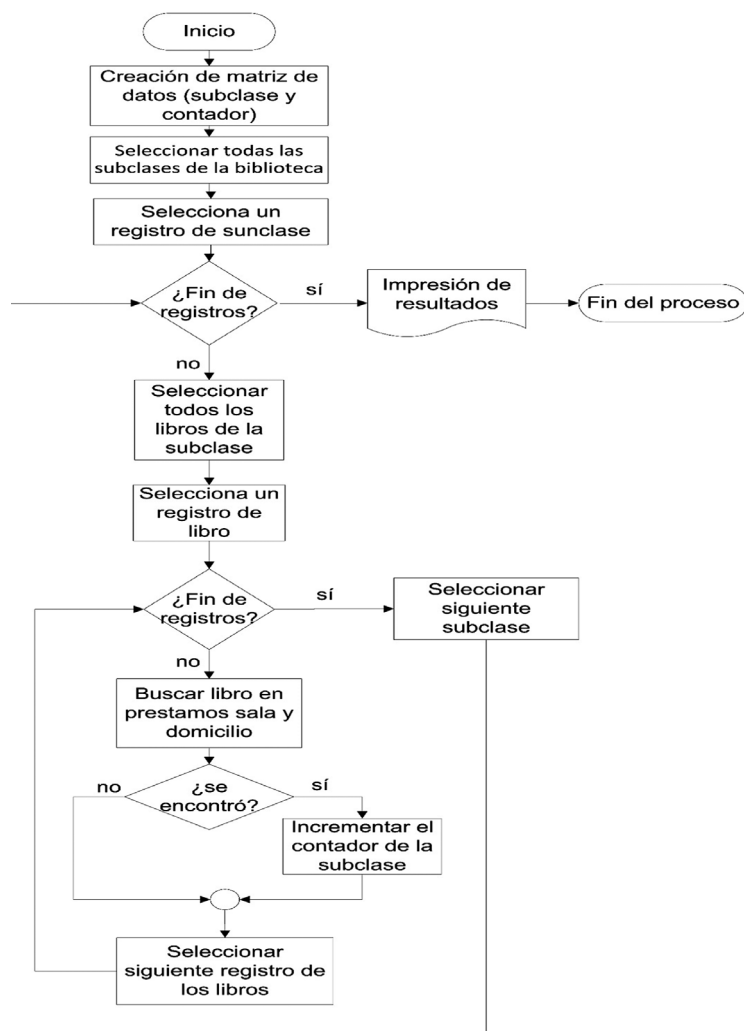 Inicio
Creación de matriz de
datos (subclase y
contador)
Seleccionar todas las
subclases de la biblioteca
Selecciona un
registro de sunclase
¿Fin de
registros?
sí
Impresión de
resultados
Fin del proceso
no
Seleccionar
todos los
libros de la
subclase
Selecciona un
registro de
libro
¿Fin de
registros?
sí
Seleccionar
siguiente
subclase
no
Buscar libro en
prestamos sala y
domicilio
no
¿se
encontró?
sí
Incrementar el
contador de la
subclase
Seleccionar
siguiente registro de
los libros